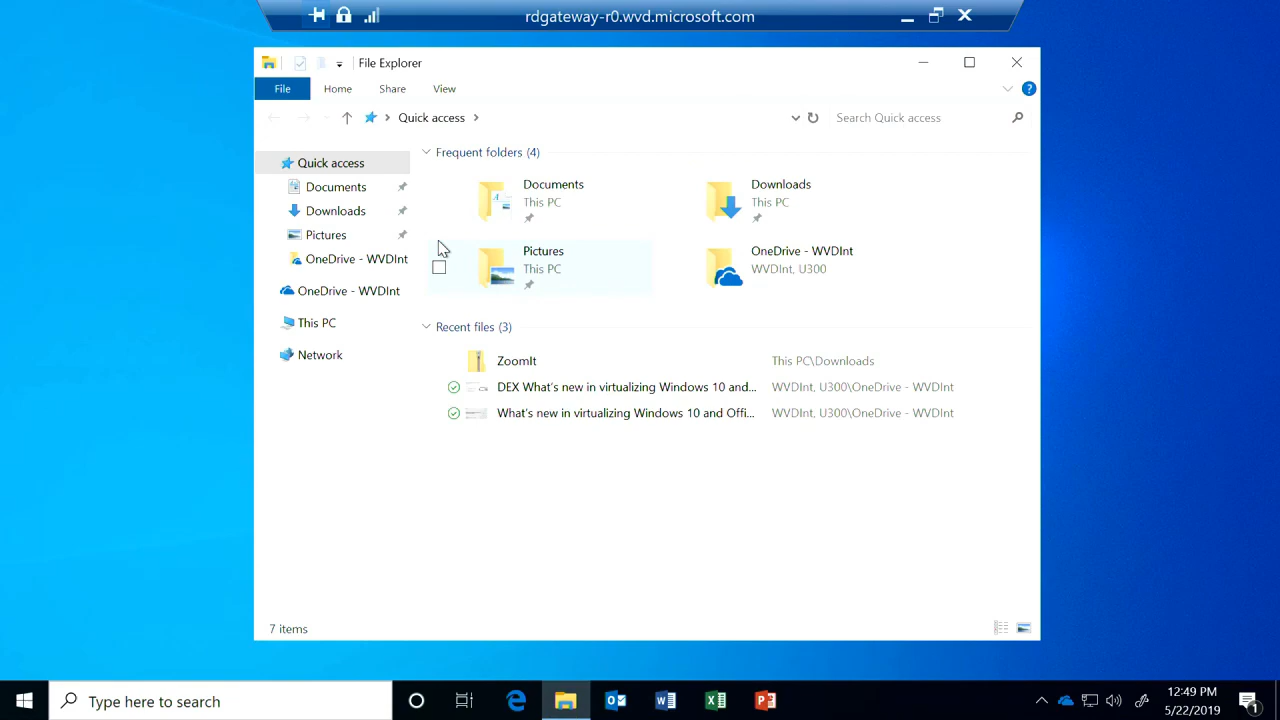 rdgateway-r0.wvd.microsoft.com
File Explorer
File Home Share View
Quick access
Search Quick access
Quick access
Documents
Downloads
Pictures
OneDrive - WVDInt
OneDrive - WVDInt
This PC
Network
Frequent folders (4)
Documents
This PC
Downloads
This PC
Pictures
This PC
OneDrive - WVDInt
WVDInt, U300
Recent files (3)
ZoomIt This PC\Downloads
DEX What's new in virtualizing Windows 10 and... WVDInt, U300\OneDrive - WVDInt
What's new in virtualizing Windows 10 and Offi... WVDInt, U300\OneDrive - WVDInt
7 items
Type here to search
12:49 PM
5/22/2019
1